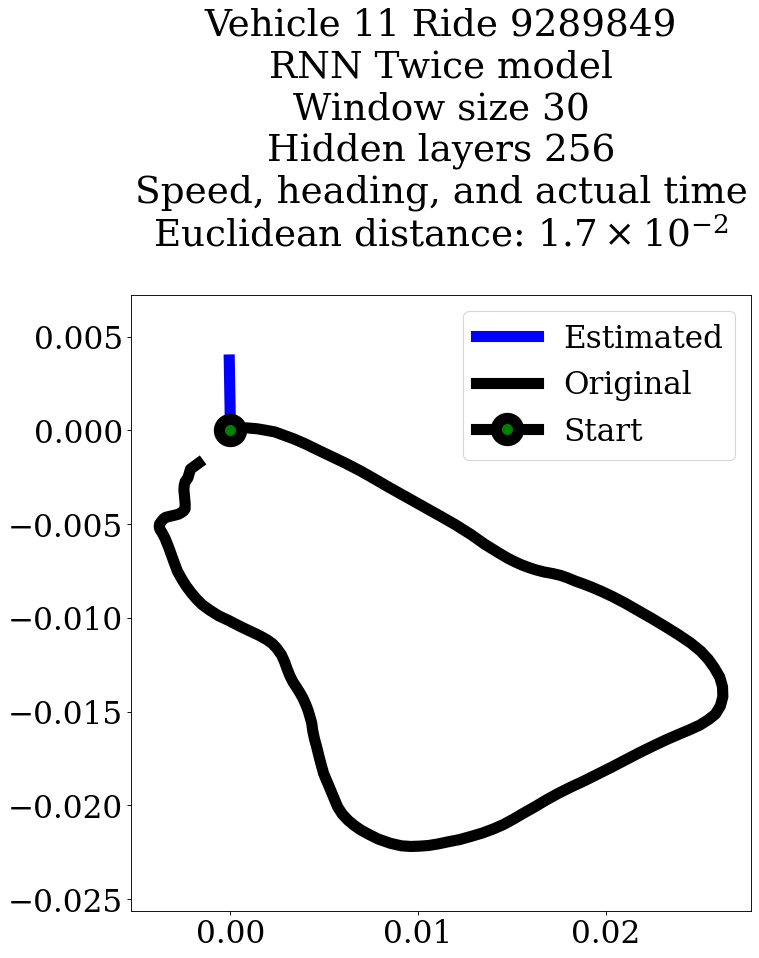 Vehicle 11 Ride 9289849
RNN Twice model
Window size 30
Hidden layers 256
Speed, heading, and actual time
Euclidean distance: 1.7 × 10⁻²
Estimated
Original
Start
0.005
0.000
−0.005
−0.010
−0.015
−0.020
−0.025
0.00 0.01 0.02